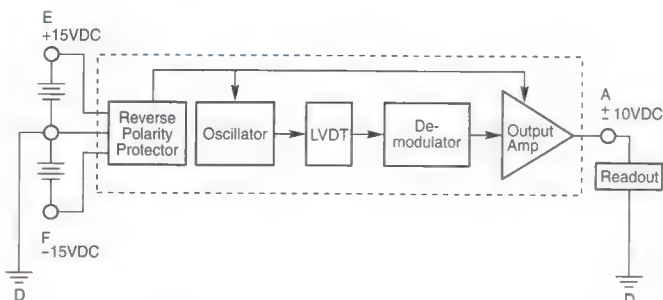 E
+15VDC
Reverse
Polarity
Protector
Oscillator
LVDT
De-
modulator
Output
Amp
A
± 10VDC
Readout
F
−15VDC
D
D